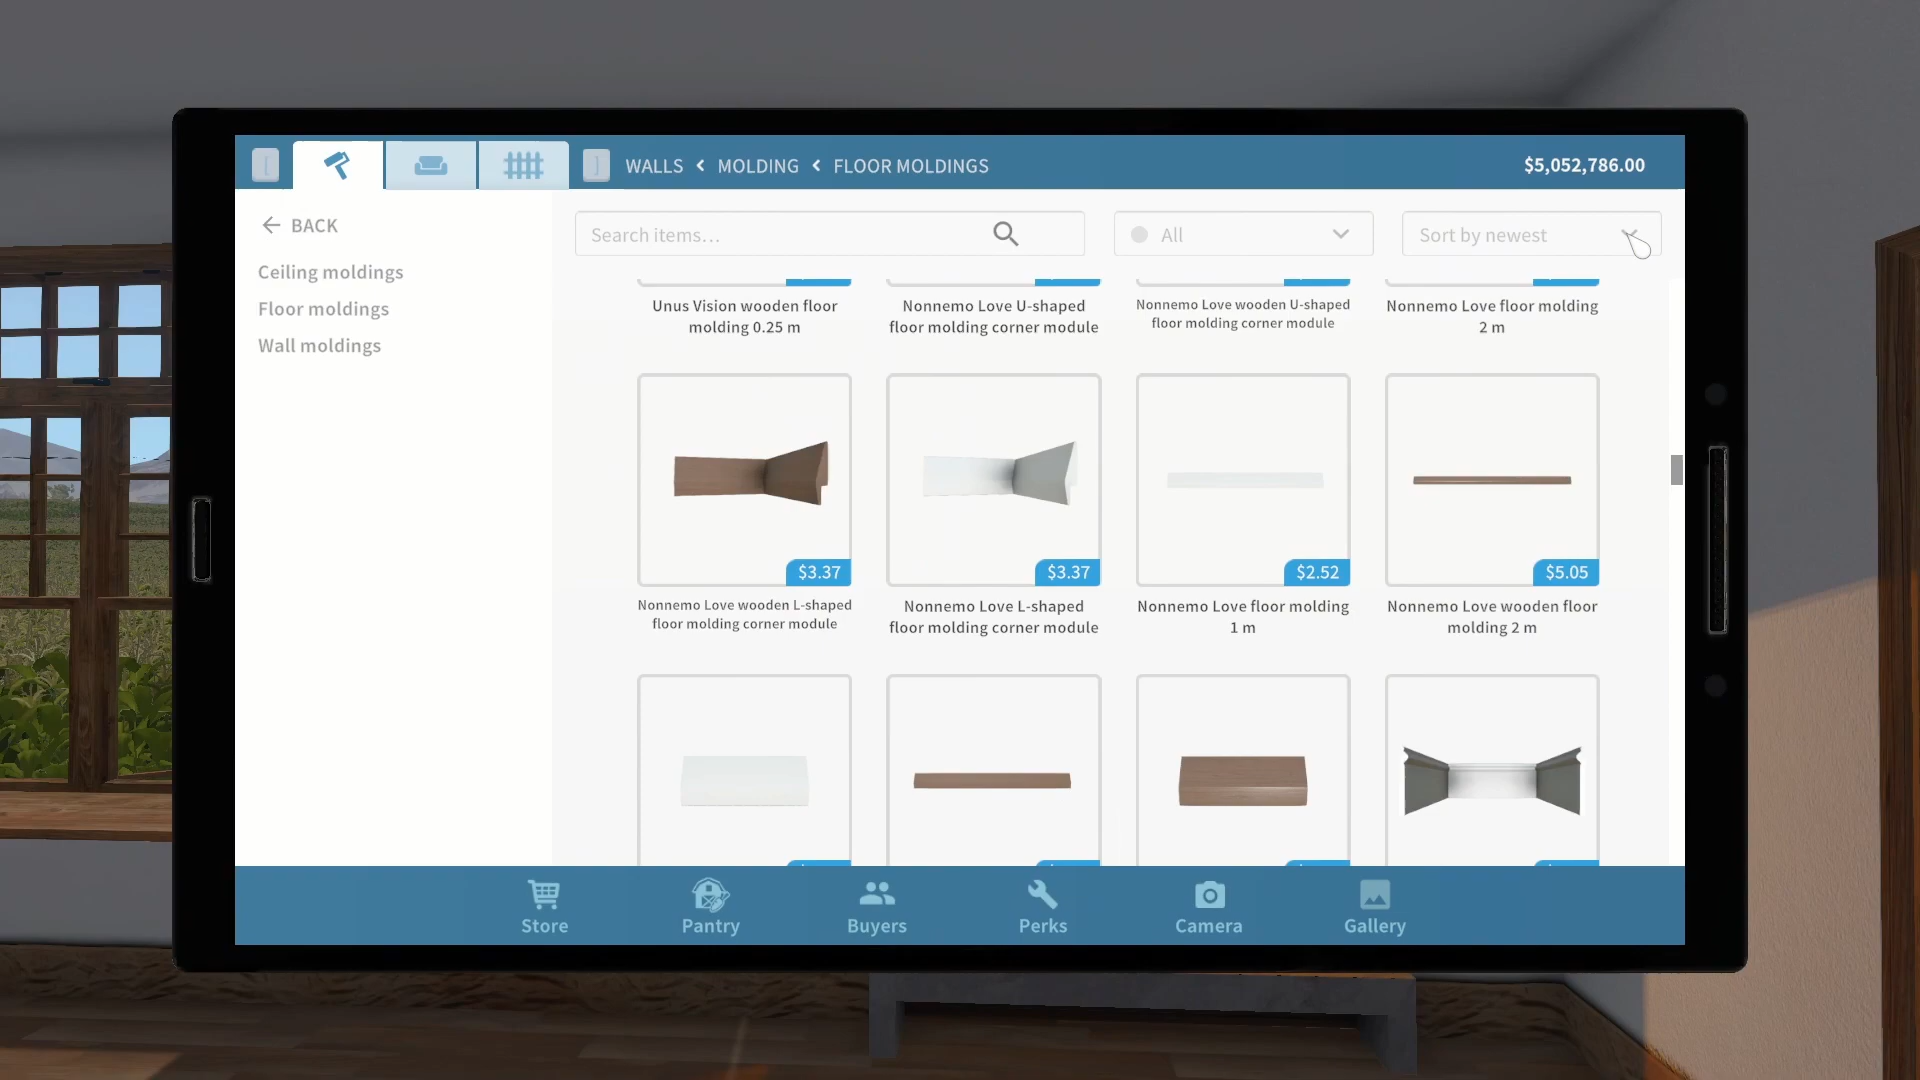 [
]
WALLS < MOLDING < FLOOR MOLDINGS
$5,052,786.00
BACK
Ceiling moldings
Floor moldings
Wall moldings
Search items...
All
Sort by newest
Unus Vision wooden floor
molding 0.25 m
Nonnemo Love U-shaped
floor molding corner module
Nonnemo Love wooden U-shaped
floor molding corner module
Nonnemo Love floor molding
2 m
$3.37
Nonnemo Love wooden L-shaped
floor molding corner module
$3.37
Nonnemo Love L-shaped
floor molding corner module
$2.52
Nonnemo Love floor molding
1 m
$5.05
Nonnemo Love wooden floor
molding 2 m
Store
Pantry
Buyers
Perks
Camera
Gallery